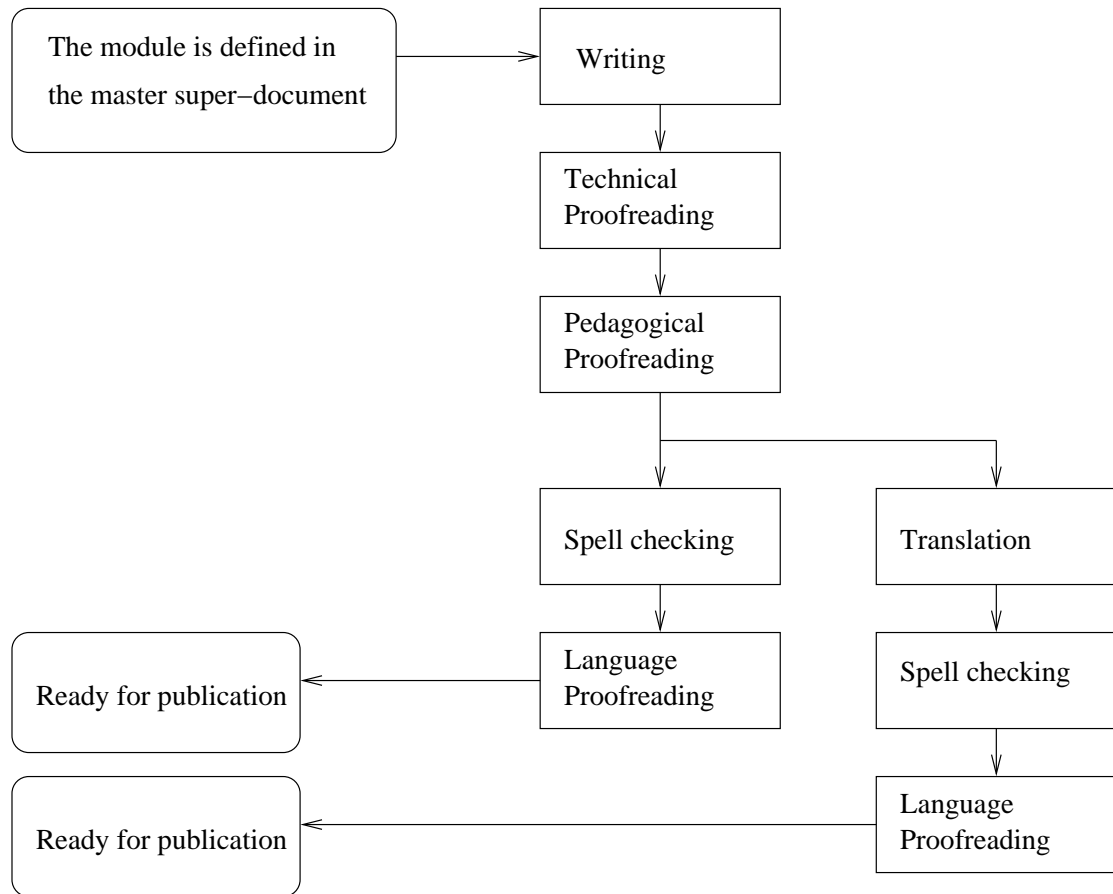 The module is defined in
the master super−document
Writing
Technical
Proofreading
Pedagogical
Proofreading
Spell checking
Translation
Language
Proofreading
Spell checking
Ready for publication
Language
Proofreading
Ready for publication